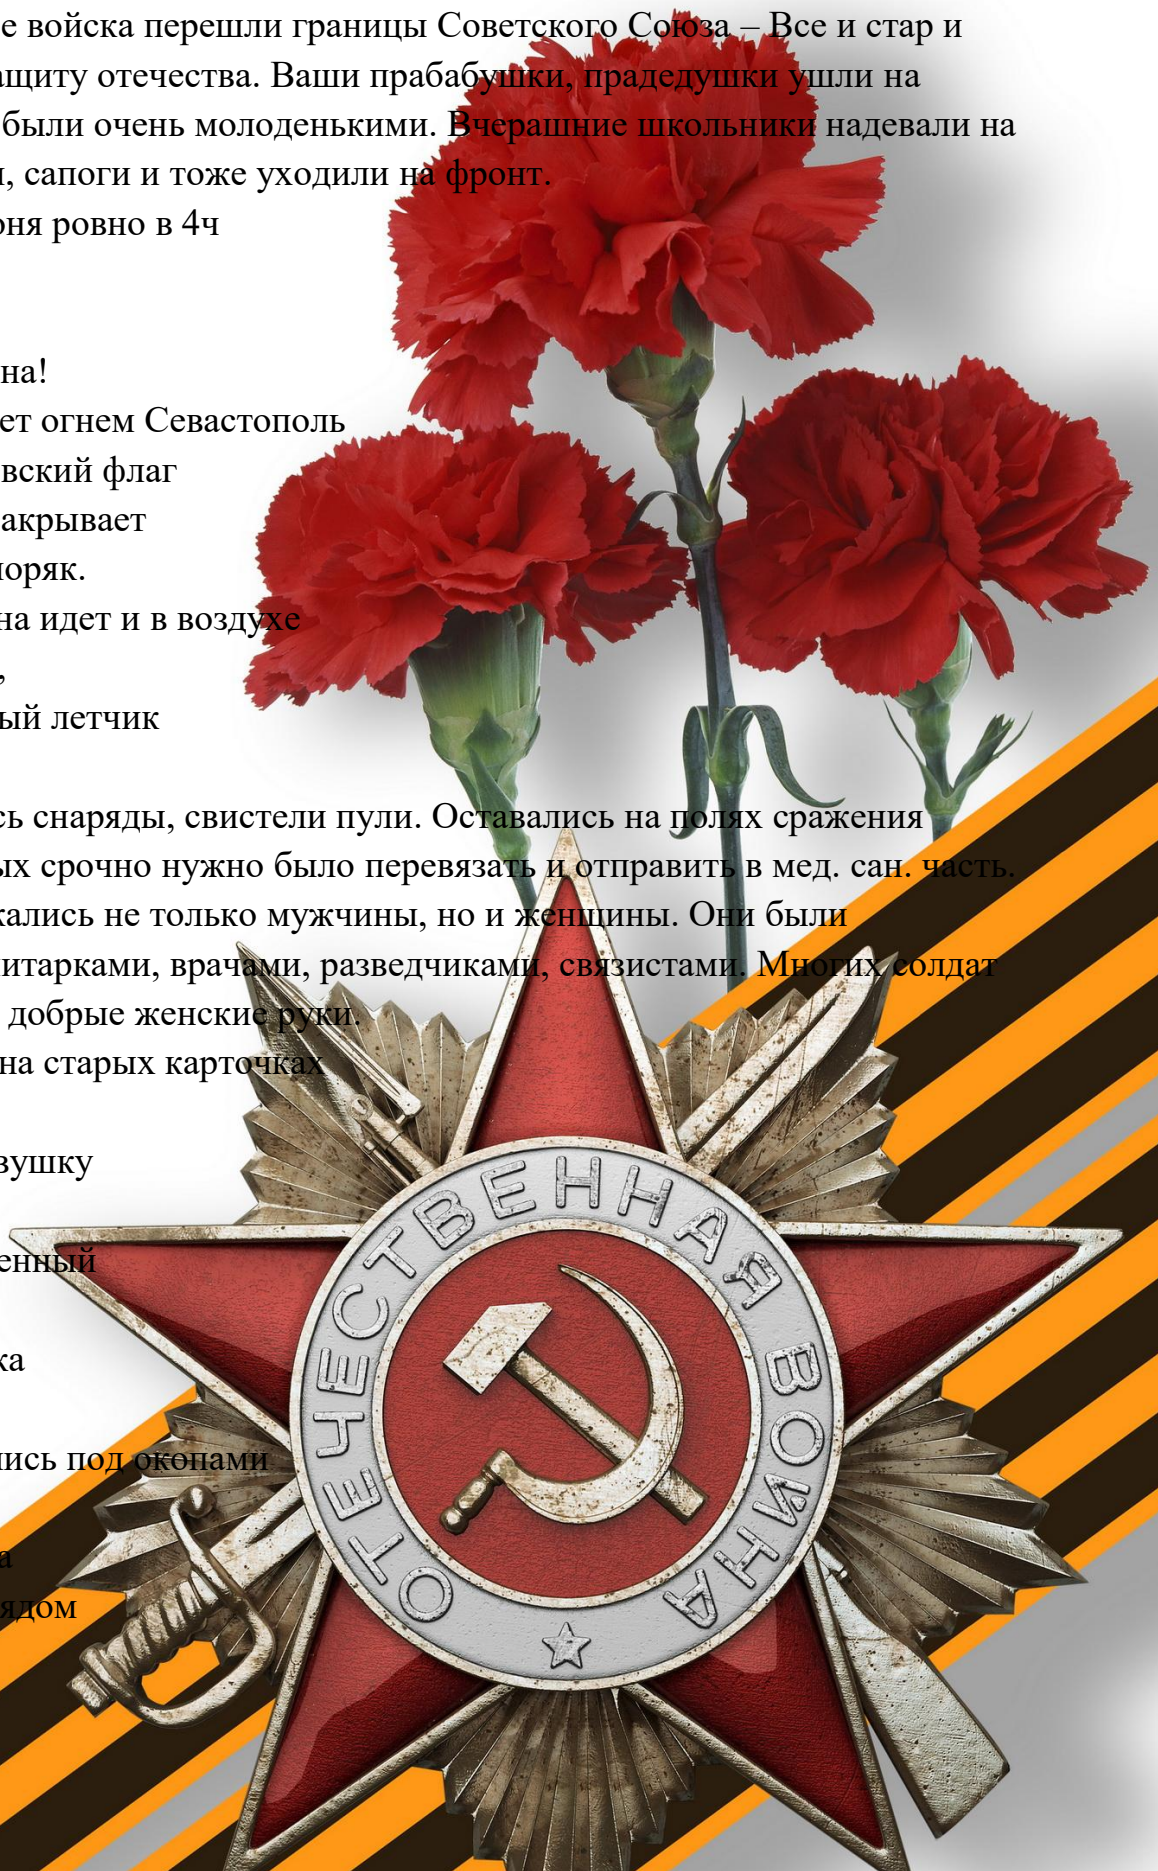 е войска перешли границы Советского Союза – Все и стар и
ащиту отечества. Ваши прабабушки, прадедушки ушли на
были очень молоденькими. Вчерашние школьники надевали на
, сапоги и тоже уходили на фронт.
юня ровно в 4ч
на!
ет огнем Севастополь
вский флаг
акрывает
моряк.
на идет и в воздухе
,
ый летчик
сь снаряды, свистели пули. Оставались на полях сражения
ых срочно нужно было перевязать и отправить в мед. сан. часть.
жались не только мужчины, но и женщины. Они были
итарками, врачами, разведчиками, связистами. Многих солдат
добрые женские руки.
на старых карточках
вушку
енный
ка
ись под окопами
а
ядом
ОТЕЧЕСТВЕННАЯ ВОЙНА